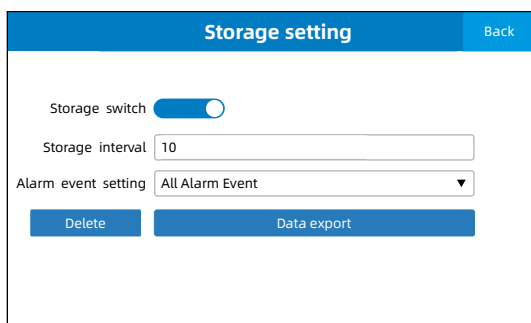 Storage setting Back
Storage switch
Storage interval 10
Alarm event setting All Alarm Event
Delete Data export